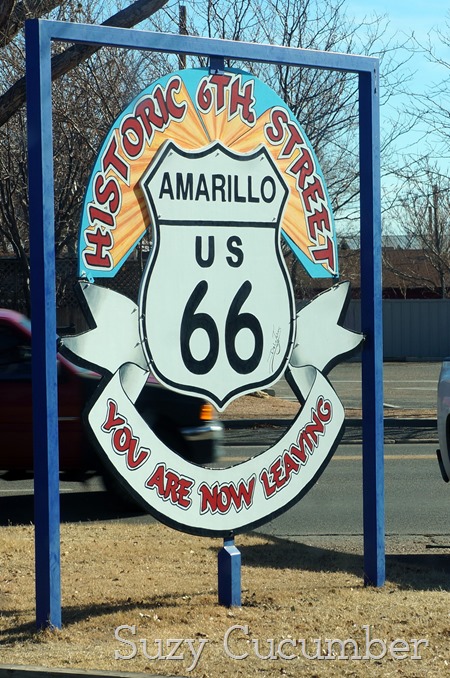 HISTORIC 6TH STREET
AMARILLO
US
66
YOU ARE NOW LEAVING
Suzy Cucumber